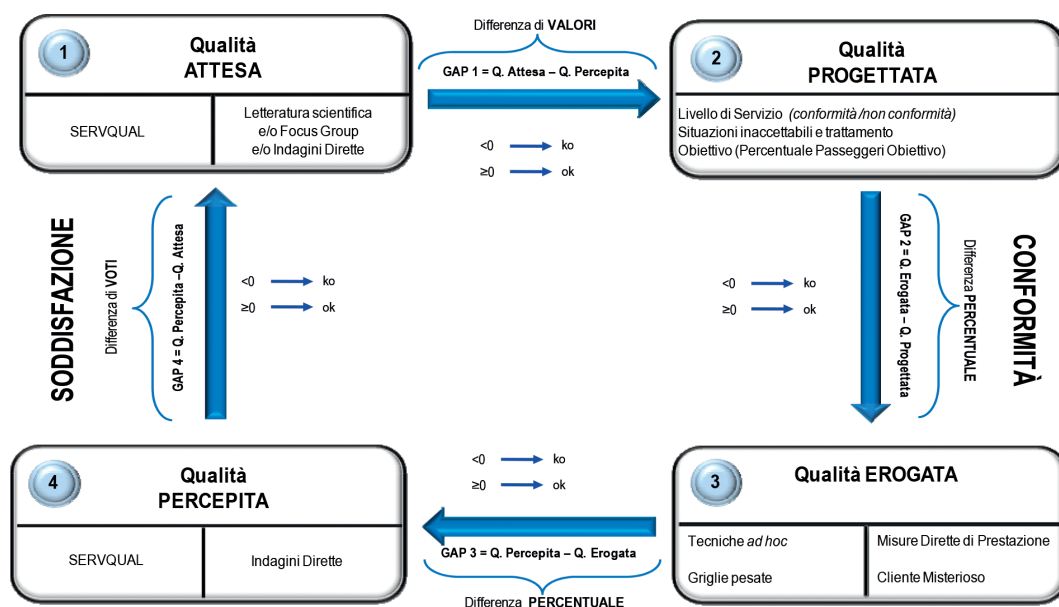 1
Qualità
ATTESA
SERVQUAL
Letteratura scientifica
e/o Focus Group
e/o Indagini Dirette
Differenza di VALORI
GAP 1 = Q. Attesa – Q. Percepita
<0 ko
≥0 ok
2
Qualità
PROGETTATA
Livello di Servizio (conformità /non conformità)
Situazioni inaccettabili e trattamento
Obiettivo (Percentuale Passeggeri Obiettivo)
SODDISFAZIONE
Differenza di VOTI
GAP 4 = Q. Percepita –Q. Attesa
<0 ko
≥0 ok
<0 ko
≥0 ok
GAP 2 = Q. Erogata – Q.
Progettata
Differenza PERCENTUALE
CONFORMITÀ
4
Qualità
PERCEPITA
SERVQUAL
Indagini Dirette
<0 ko
≥0 ok
GAP 3 = Q. Percepita – Q. Erogata
Differenza PERCENTUALE
3
Qualità EROGATA
Tecniche ad hoc
Griglie pesate
Misure Dirette di Prestazione
Cliente Misterioso